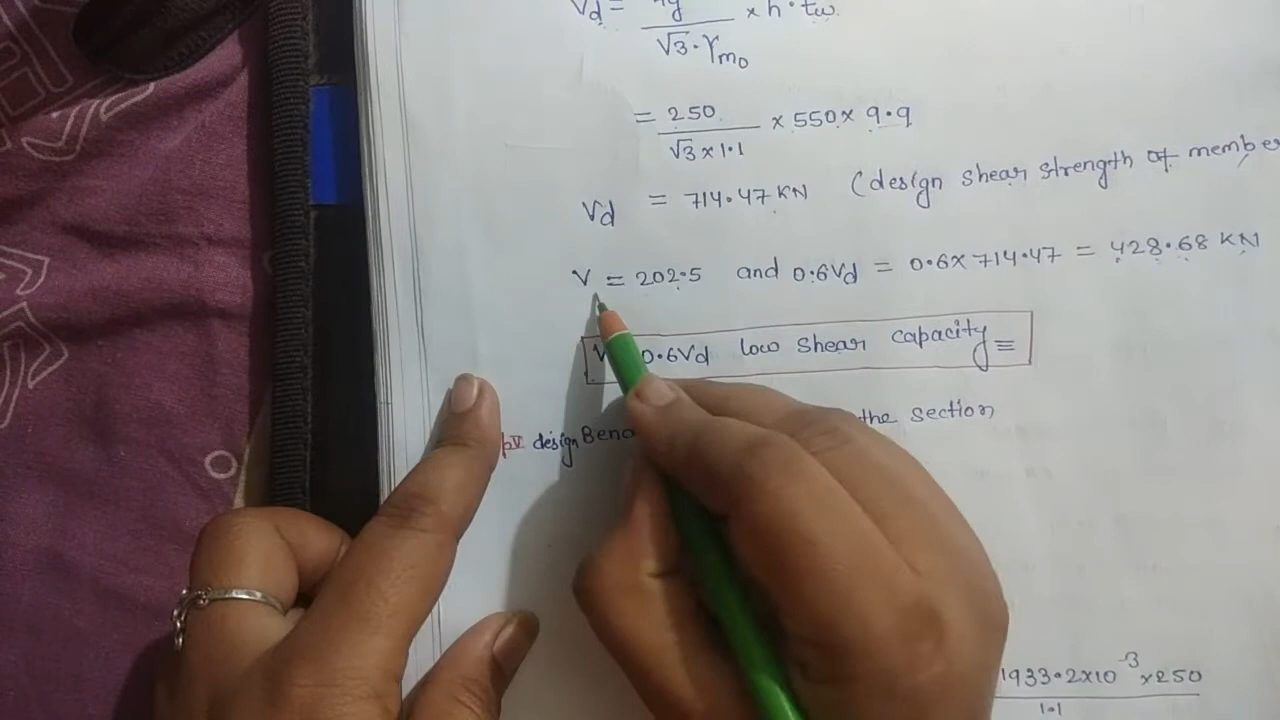 Vd = fy / √3 · γm0 × h · tw
= 250 / √3 × 1·1 × 550 × 9·9
Vd = 714·47 KN (design shear strength of member
V = 202·5 and 0·6Vd = 0·6 × 714·47 = 428·68 KN
V 0·6Vd low shear capacity
V design Bend the section
1933·2×10⁻³ × 250 / 1·1